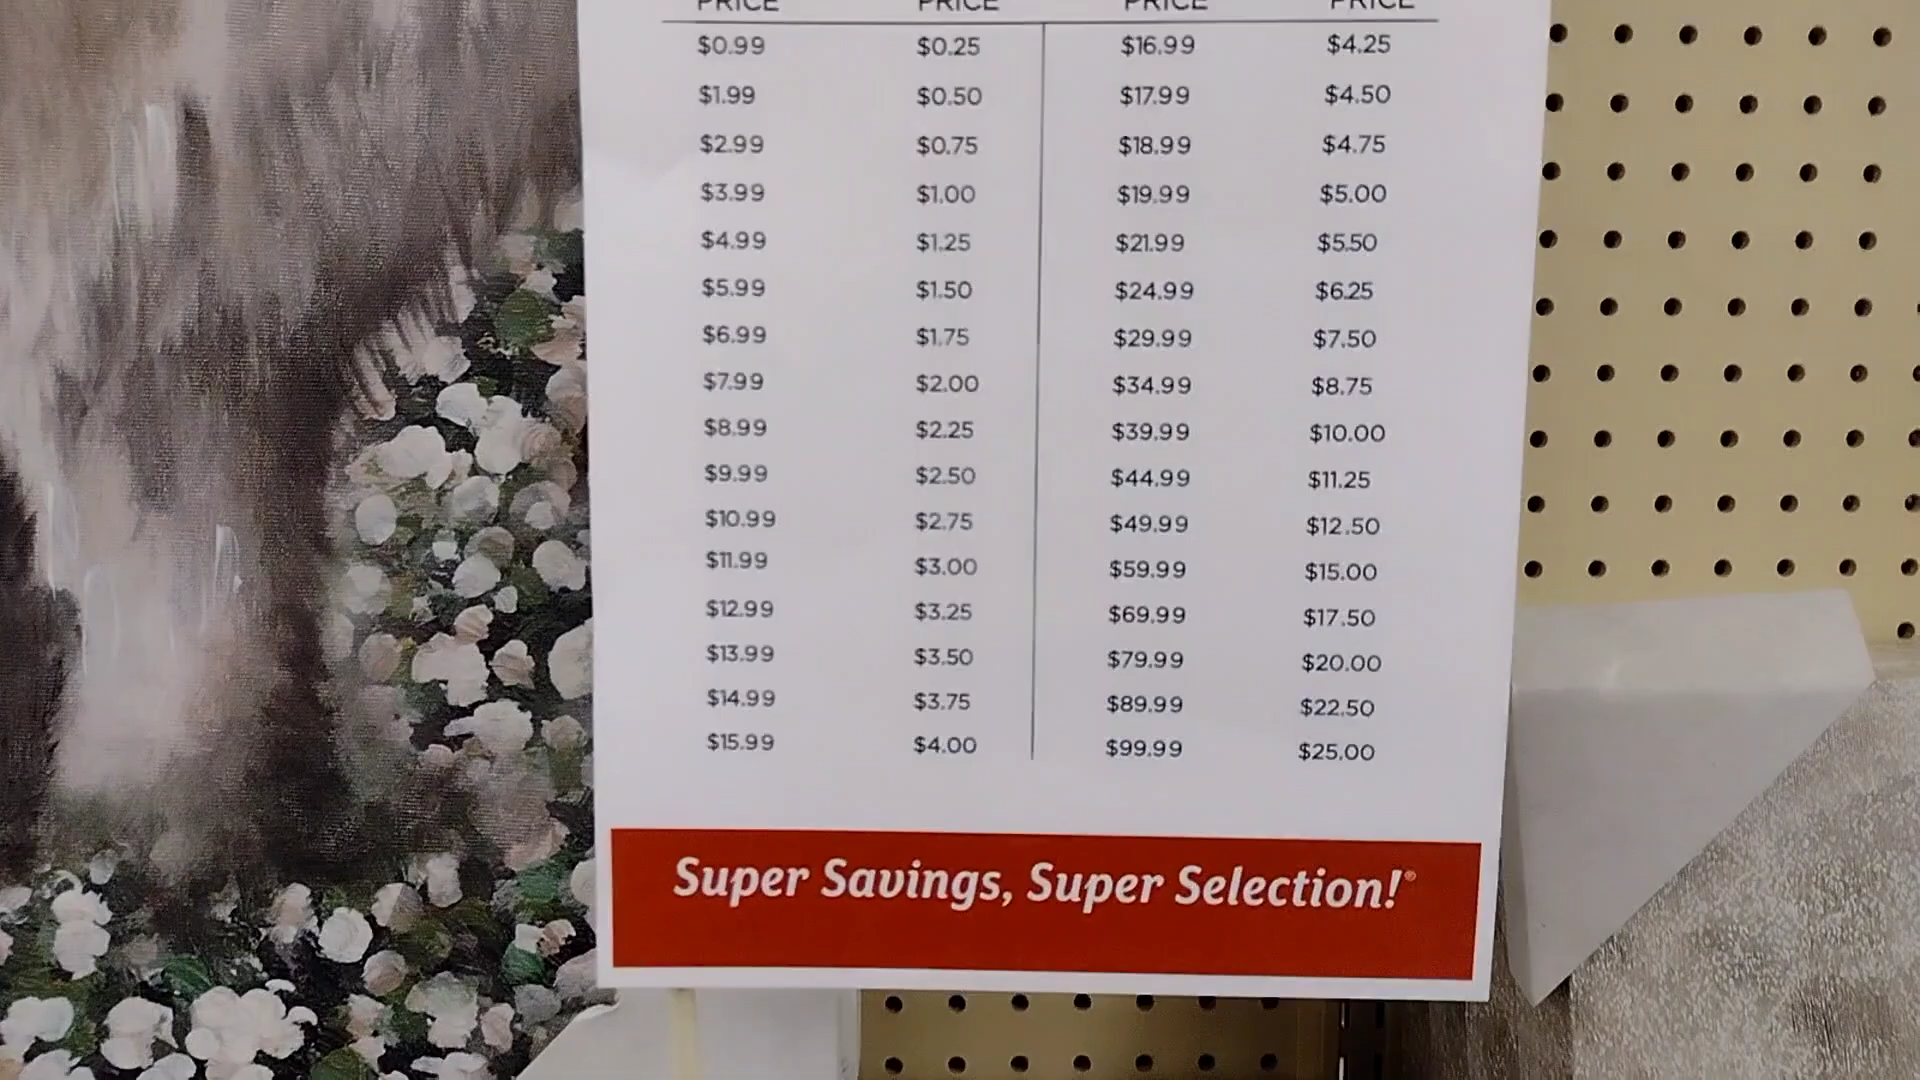 PRICE PRICE PRICE PRICE
$0.99 $0.25 $16.99 $4.25
$1.99 $0.50 $17.99 $4.50
$2.99 $0.75 $18.99 $4.75
$3.99 $1.00 $19.99 $5.00
$4.99 $1.25 $21.99 $5.50
$5.99 $1.50 $24.99 $6.25
$6.99 $1.75 $29.99 $7.50
$7.99 $2.00 $34.99 $8.75
$8.99 $2.25 $39.99 $10.00
$9.99 $2.50 $44.99 $11.25
$10.99 $2.75 $49.99 $12.50
$11.99 $3.00 $59.99 $15.00
$12.99 $3.25 $69.99 $17.50
$13.99 $3.50 $79.99 $20.00
$14.99 $3.75 $89.99 $22.50
$15.99 $4.00 $99.99 $25.00
Super Savings, Super Selection!®